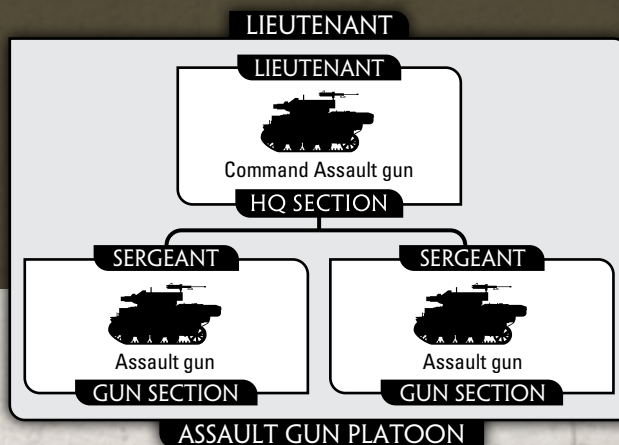 LIEUTENANT
LIEUTENANT
Command Assault gun
HQ SECTION
SERGEANT
SERGEANT
Assault gun
Assault gun
GUN SECTION
GUN SECTION
ASSAULT GUN PLATOON